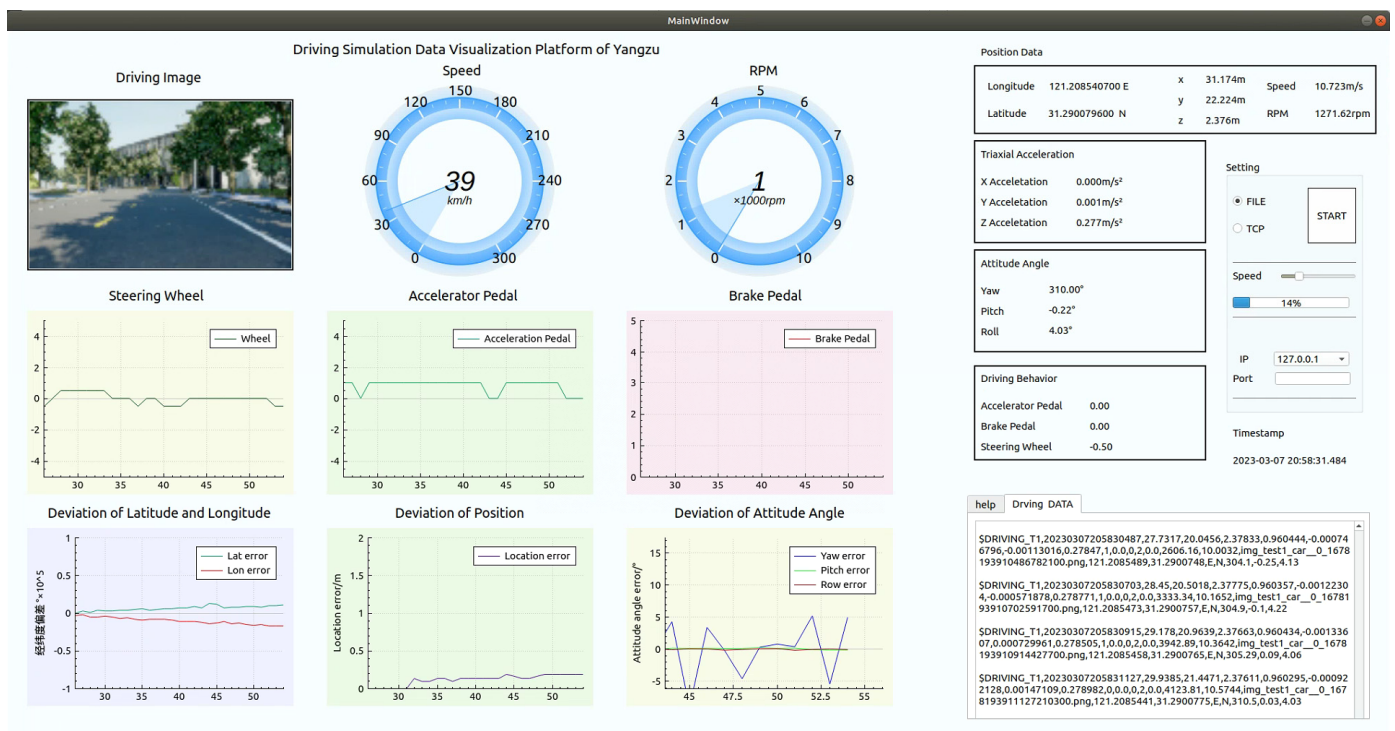 MainWindow
Driving Simulation Data Visualization Platform of Yangzu
Driving Image
Speed
0 30 60 90 120 150 180 210 240 270 300
39
km/h
RPM
0 1 2 3 4 5 6 7 8 9 10
1
×1000rpm
Steering Wheel
Wheel
4
2
0
-2
-4
30 35 40 45 50
Accelerator Pedal
Acceleration Pedal
4
2
0
-2
-4
30 35 40 45 50
Brake Pedal
Brake Pedal
5
4
3
2
1
0
30 35 40 45 50
Deviation of Latitude and Longitude
Lat error
Lon error
经纬度偏差 °×10^5
1
0.5
0
-0.5
-1
30 35 40 45 50
Deviation of Position
Location error
Location error/m
2
1.5
1
0.5
0
30 35 40 45 50
Deviation of Attitude Angle
Yaw error
Pitch error
Row error
Attitude angle error/°
15
10
5
0
-5
45 47.5 50 52.5 55
Position Data
Longitude 121.208540700 E x 31.174m Speed 10.723m/s
y 22.224m
Latitude 31.290079600 N z 2.376m RPM 1271.62rpm
Triaxial Acceleration
X Accletation 0.000m/s²
Y Accletation 0.001m/s²
Z Accletation 0.277m/s²
Attitude Angle
Yaw 310.00°
Pitch -0.22°
Roll 4.03°
Driving Behavior
Accelerator Pedal 0.00
Brake Pedal 0.00
Steering Wheel -0.50
Setting
FILE
TCP
START
Speed
14%
IP 127.0.0.1
Port
Timestamp
2023-03-07 20:58:31.484
help Drving DATA
$DRIVING_T1,20230307205830487,27.7317,20.0456,2.37833,0.960444,-0.00074
6796,-0.00113016,0.27847,1,0.0,0,2,0.0,2606.16,10.0032,img_test1_car__0_1678
193910486782100.png,121.2085489,31.2900748,E,N,304.1,-0.25,4.13
$DRIVING_T1,20230307205830703,28.45,20.5018,2.37775,0.960357,-0.0012230
4,-0.000571878,0.278771,1,0.0,0,2,0.0,3333.34,10.1652,img_test1_car__0_16781
93910702591700.png,121.2085473,31.2900757,E,N,304.9,-0.1,4.22
$DRIVING_T1,20230307205830915,29.178,20.9639,2.37663,0.960434,-0.001336
07,0.000729961,0.278505,1,0.0,0,2,0.0,3942.89,10.3642,img_test1_car__0_1678
193910914427700.png,121.2085458,31.2900765,E,N,305.29,0.09,4.06
$DRIVING_T1,20230307205831127,29.9385,21.4471,2.37611,0.960295,-0.000922
2128,0.00147109,0.278982,0,0.0,0,2,0.0,4123.81,10.5744,img_test1_car__0_167
8193911127210300.png,121.2085441,31.2900775,E,N,310.5,0.03,4.03